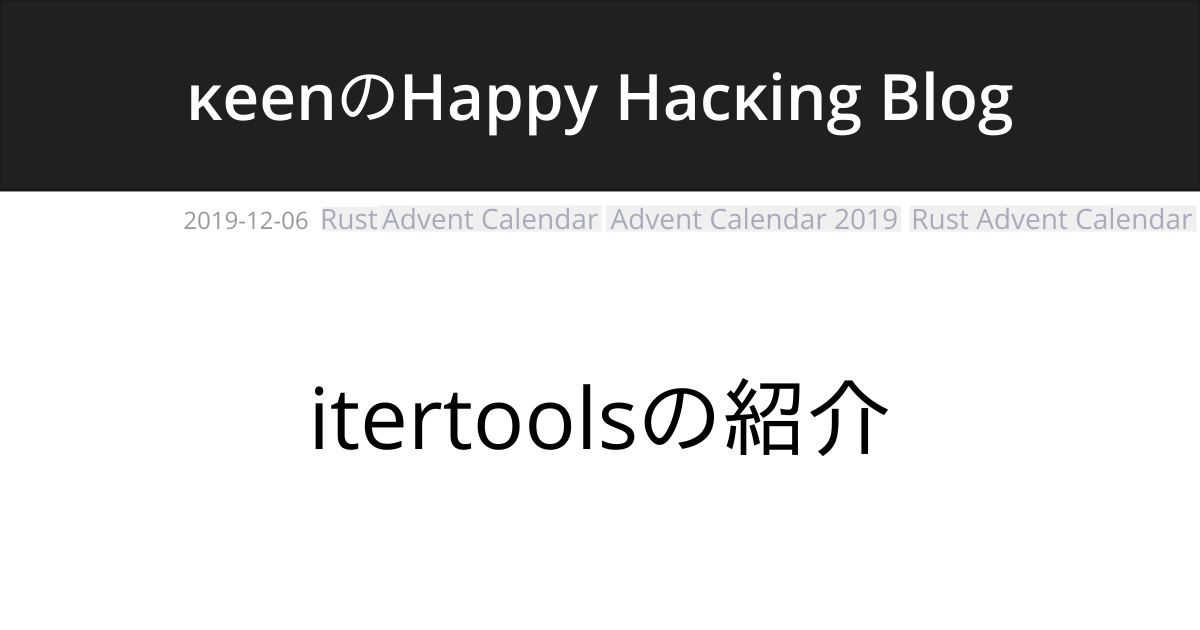 κeenのHappy Hacκing Blog
2019-12-06 Rust Advent Calendar Advent Calendar 2019 Rust Advent Calendar
itertoolsの紹介